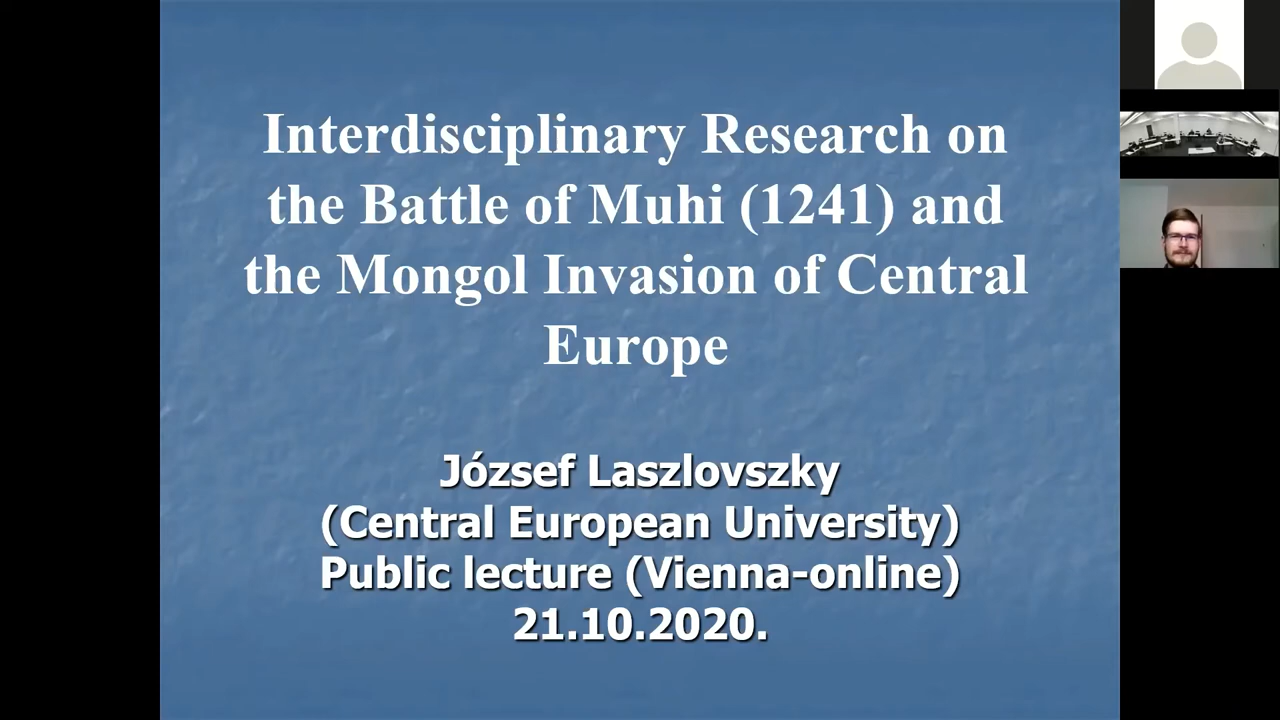 Interdisciplinary Research on
the Battle of Muhi (1241) and
the Mongol Invasion of Central
Europe
József Laszlovszky
(Central European University)
Public lecture (Vienna-online)
21.10.2020.